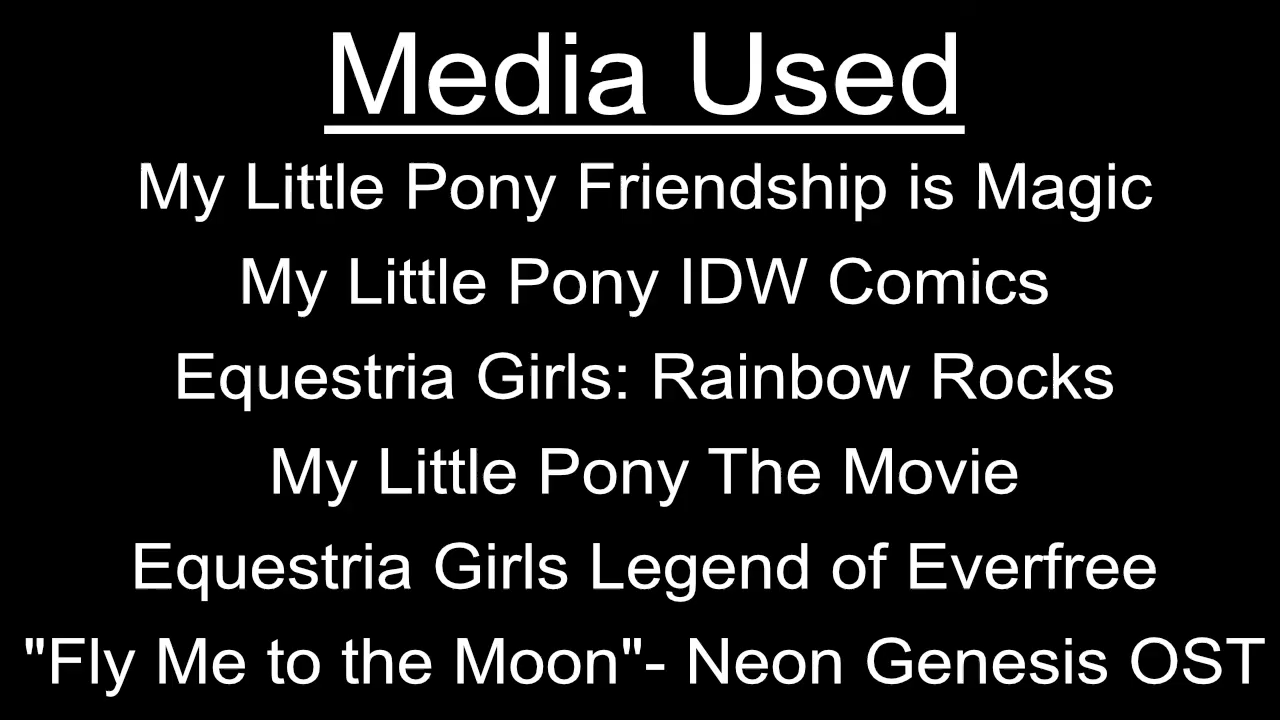 Media Used
My Little Pony Friendship is Magic
My Little Pony IDW Comics
Equestria Girls: Rainbow Rocks
My Little Pony The Movie
Equestria Girls Legend of Everfree
"Fly Me to the Moon"- Neon Genesis OST